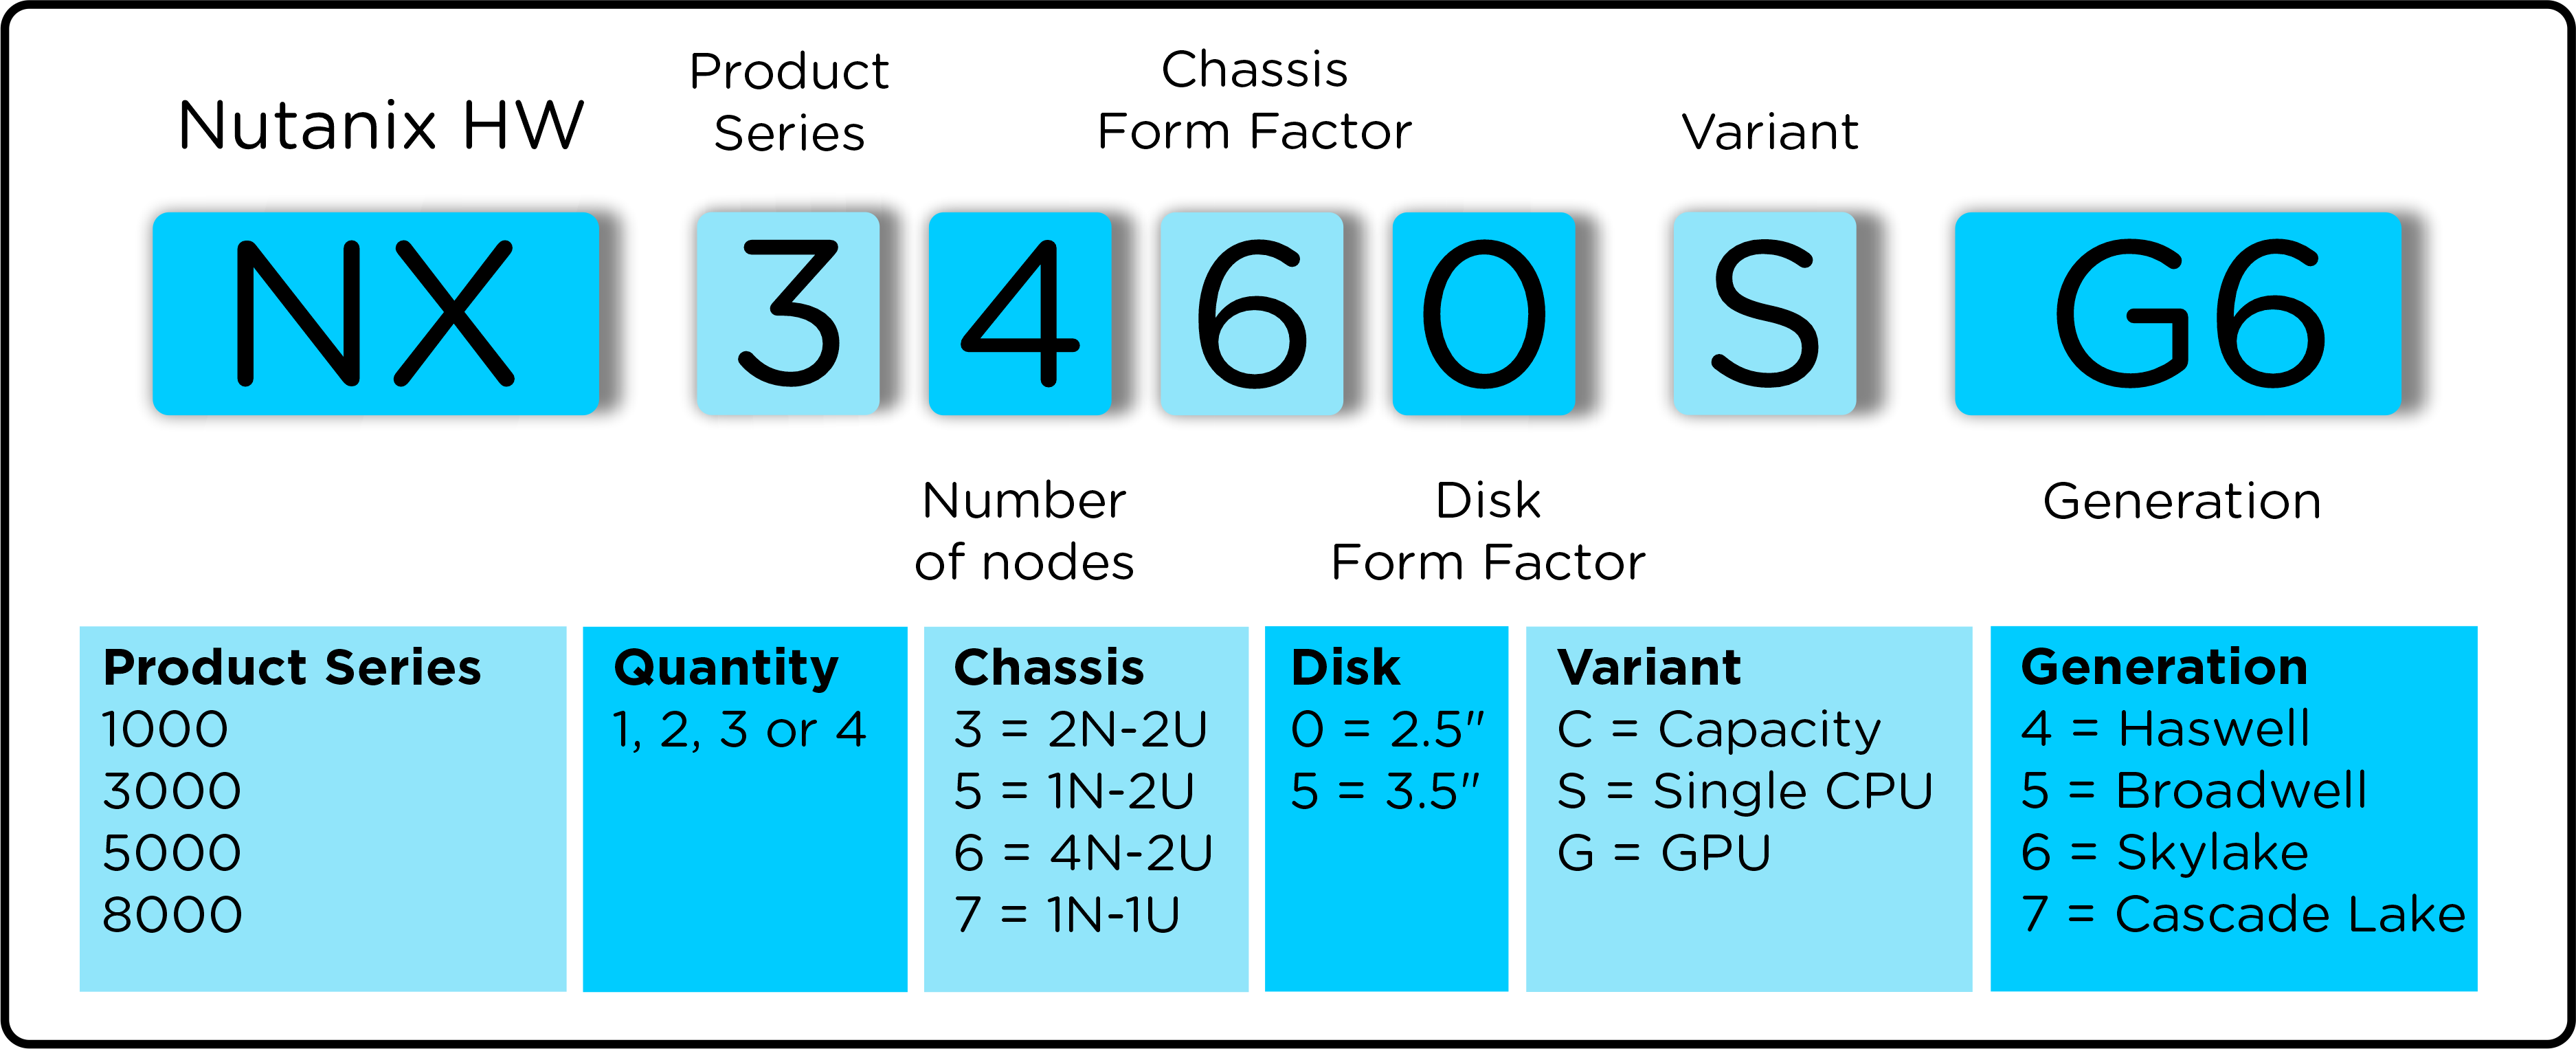 Nutanix HW
Product
Series
Chassis
Form Factor
Variant
NX 3 4 6 0 S G6
Number
of nodes
Disk
Form Factor
Generation
Product Series
1000
3000
5000
8000
Quantity
1, 2, 3 or 4
Chassis
3 = 2N-2U
5 = 1N-2U
6 = 4N-2U
7 = 1N-1U
Disk
0 = 2.5"
5 = 3.5"
Variant
C = Capacity
S = Single CPU
G = GPU
Generation
4 = Haswell
5 = Broadwell
6 = Skylake
7 = Cascade Lake